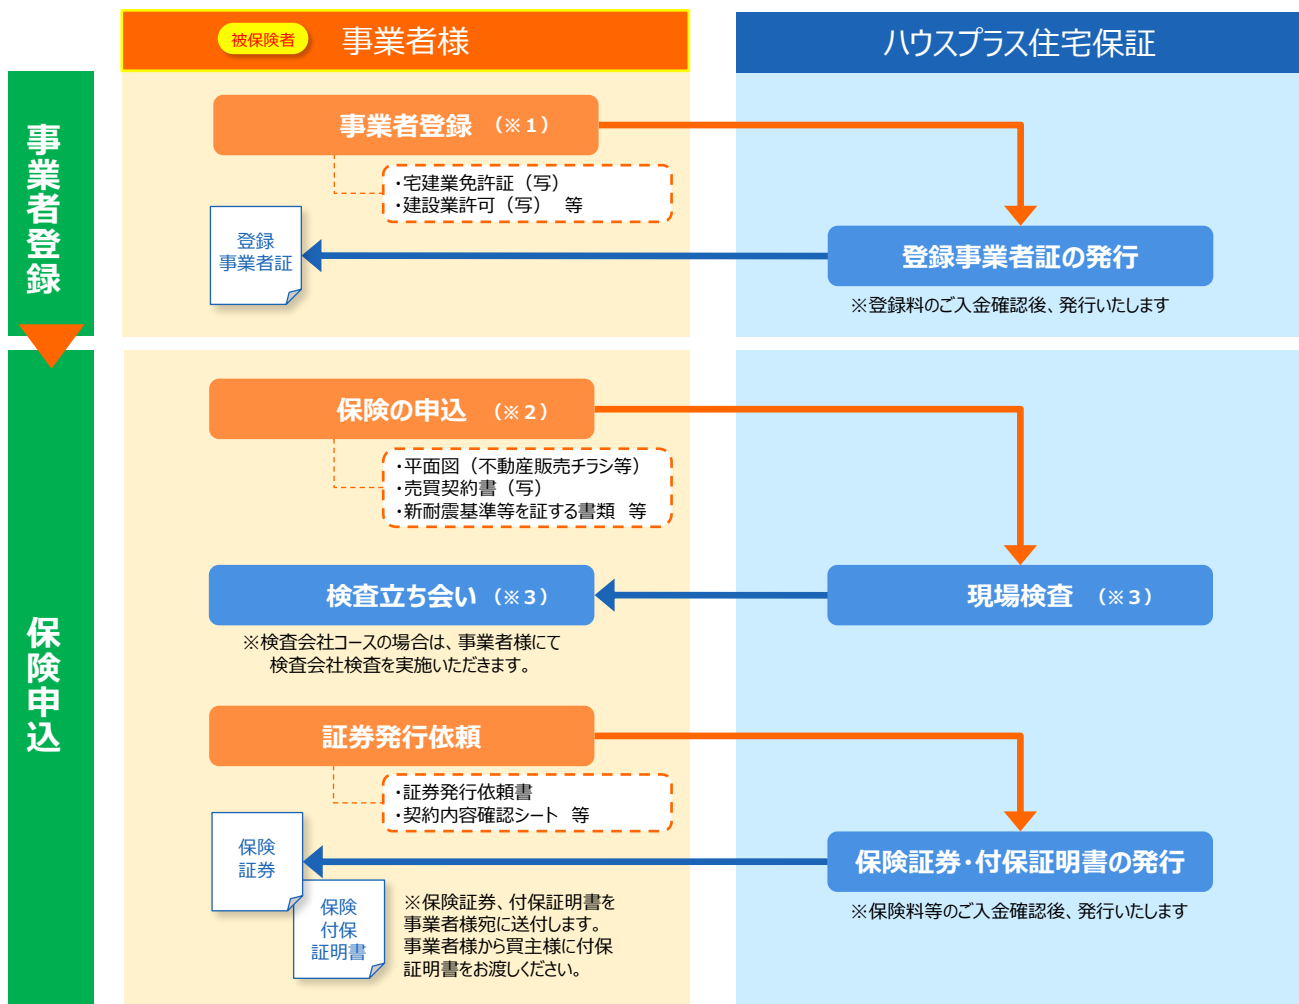 被保険者 事業者様
ハウスプラス住宅保証
事業者登録
事業者登録 （※１）
・宅建業免許証（写）
・建設業許可（写） 等
登録
事業者証
登録事業者証の発行
※登録料のご入金確認後、発行いたします
保険申込
保険の申込 （※２）
・平面図（不動産販売チラシ等）
・売買契約書（写）
・新耐震基準等を証する書類 等
検査立ち会い （※３）
現場検査 （※３）
※検査会社コースの場合は、事業者様にて
検査会社検査を実施いただきます。
証券発行依頼
・証券発行依頼書
・契約内容確認シート 等
保険
証券
保険
付保
証明書
保険証券・付保証明書の発行
※保険料等のご入金確認後、発行いたします
※保険証券、付保証明書を
事業者様宛に送付します。
事業者様から買主様に付保
証明書をお渡しください。